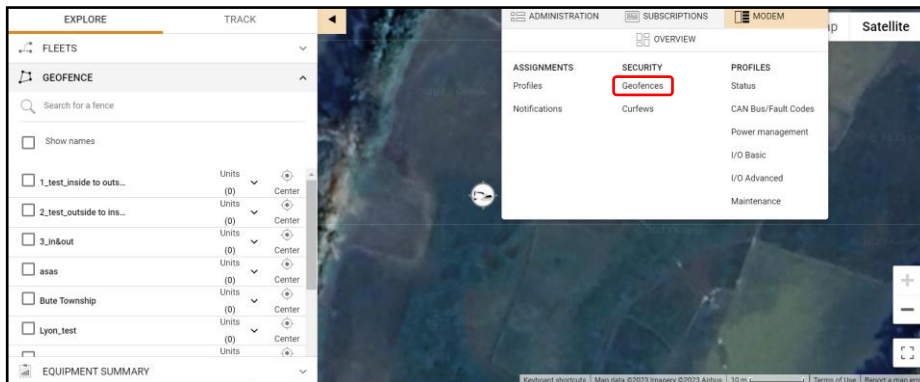 EXPLORE TRACK
FLEETS
GEOFENCE
Search for a fence
Show names
1_test_inside to outs... Units (0) Center
2_test_outside to ins... Units (0) Center
3_in&out Units (0) Center
asas Units (0) Center
Bute Township Units (0) Center
Lyon_test Units (0) Center
Units
EQUIPMENT SUMMARY
ADMINISTRATION SUBSCRIPTIONS MODEM
OVERVIEW
ASSIGNMENTS
Profiles
Notifications
SECURITY
Geofences
Curfews
PROFILES
Status
CAN Bus/Fault Codes
Power management
I/O Basic
I/O Advanced
Maintenance
Satellite
Keyboard shortcuts Map data ©2023 Imagery ©2023 Airbus 10 m Terms of Use Report a map